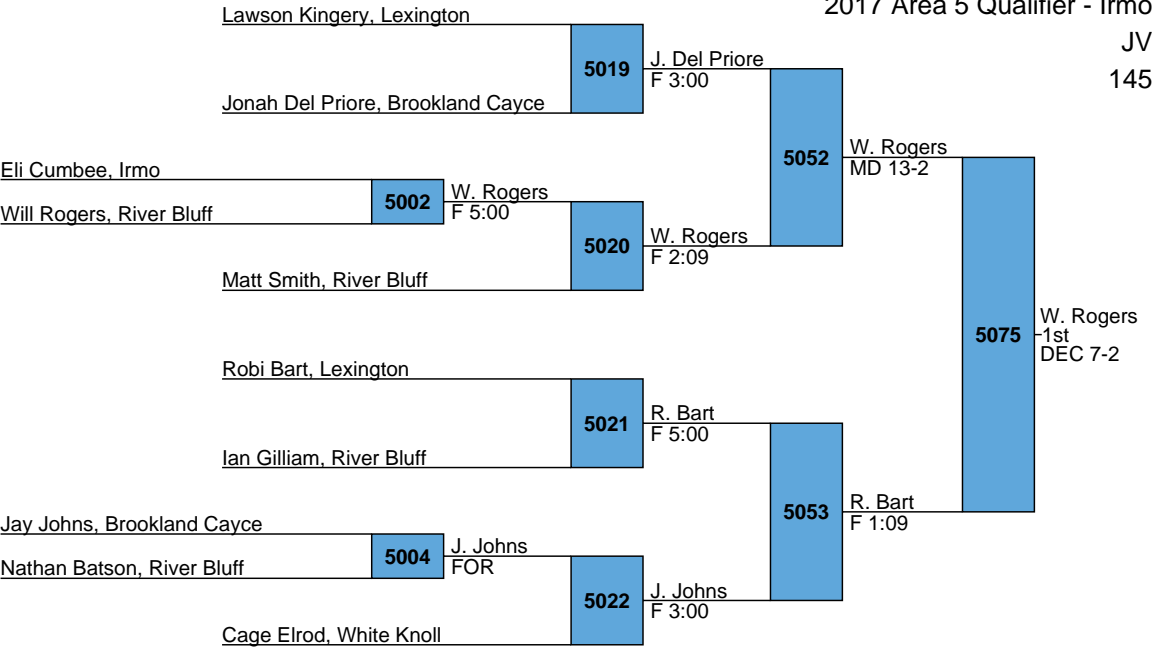 2017 Area 5 Qualifier - Irmo
JV
145
Lawson Kingery, Lexington
5019
J. Del Priore
F 3:00
Jonah Del Priore, Brookland Cayce
5052
W. Rogers
MD 13-2
Eli Cumbee, Irmo
5002
W. Rogers
F 5:00
Will Rogers, River Bluff
5020
W. Rogers
F 2:09
Matt Smith, River Bluff
5075
W. Rogers
1st
DEC 7-2
Robi Bart, Lexington
5021
R. Bart
F 5:00
Ian Gilliam, River Bluff
5053
R. Bart
F 1:09
Jay Johns, Brookland Cayce
5004
J. Johns
FOR
Nathan Batson, River Bluff
5022
J. Johns
F 3:00
Cage Elrod, White Knoll